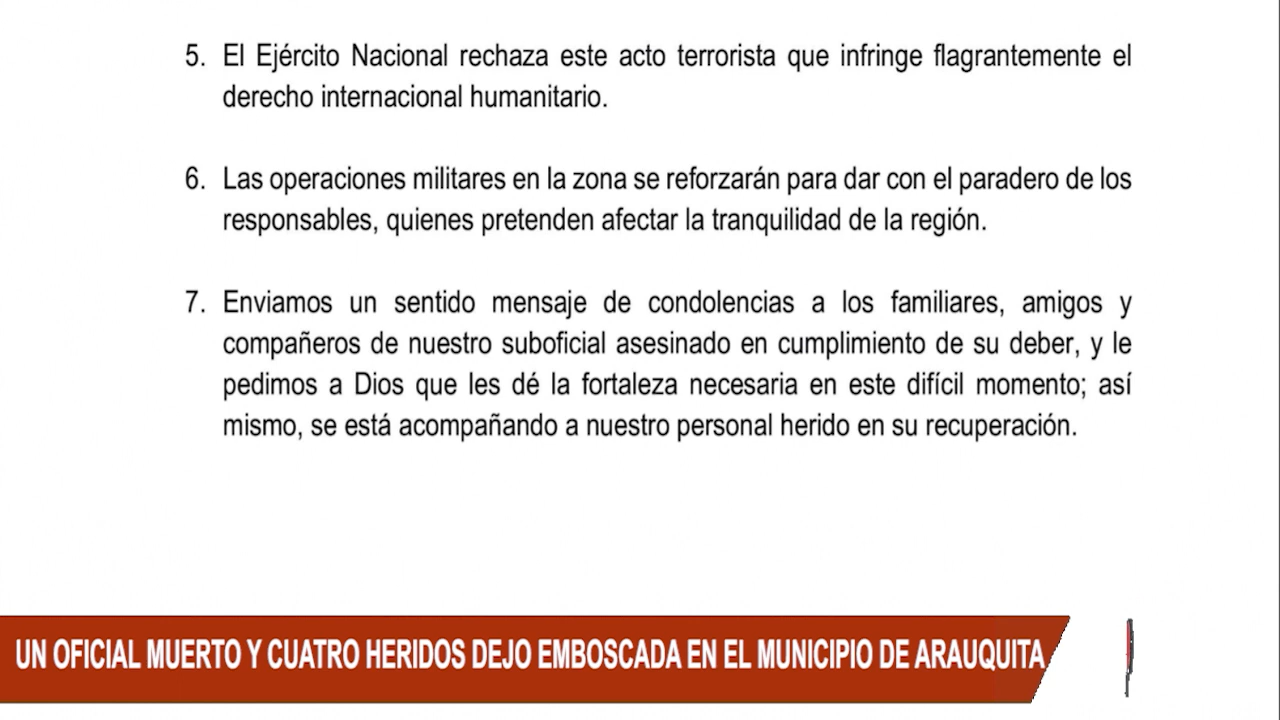 5. El Ejército Nacional rechaza este acto terrorista que infringe flagrantemente el
derecho internacional humanitario.
6. Las operaciones militares en la zona se reforzarán para dar con el paradero de los
responsables, quienes pretenden afectar la tranquilidad de la región.
7. Enviamos un sentido mensaje de condolencias a los familiares, amigos y
compañeros de nuestro suboficial asesinado en cumplimiento de su deber, y le
pedimos a Dios que les dé la fortaleza necesaria en este difícil momento; así
mismo, se está acompañando a nuestro personal herido en su recuperación.
UN OFICIAL MUERTO Y CUATRO HERIDOS DEJO EMBOSCADA EN EL MUNICIPIO DE ARAUQUITA